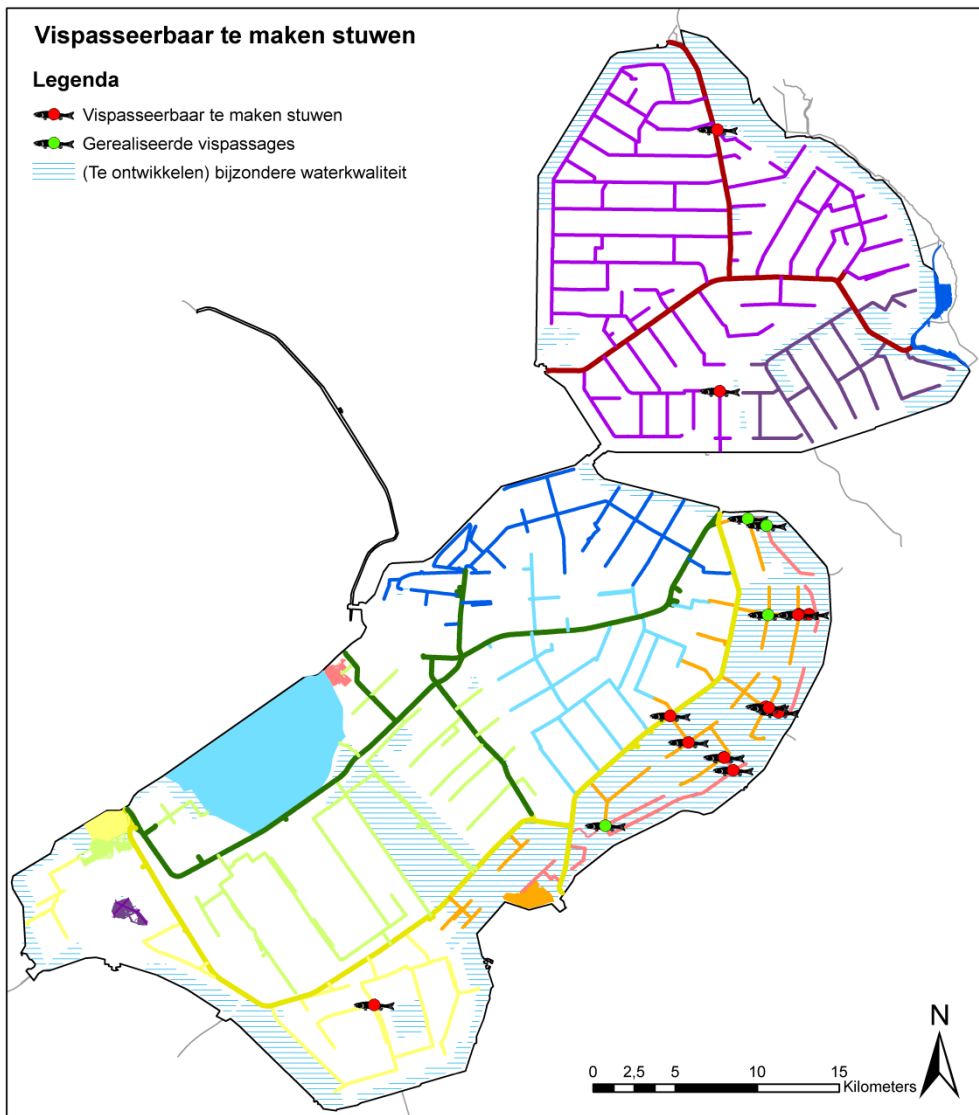 Vispasseerbaar te maken stuwen
Legenda
Vispasseerbaar te maken stuwen
Gerealiseerde vispassages
(Te ontwikkelen) bijzondere waterkwaliteit
N
0 2,5 5 10 15
Kilometers